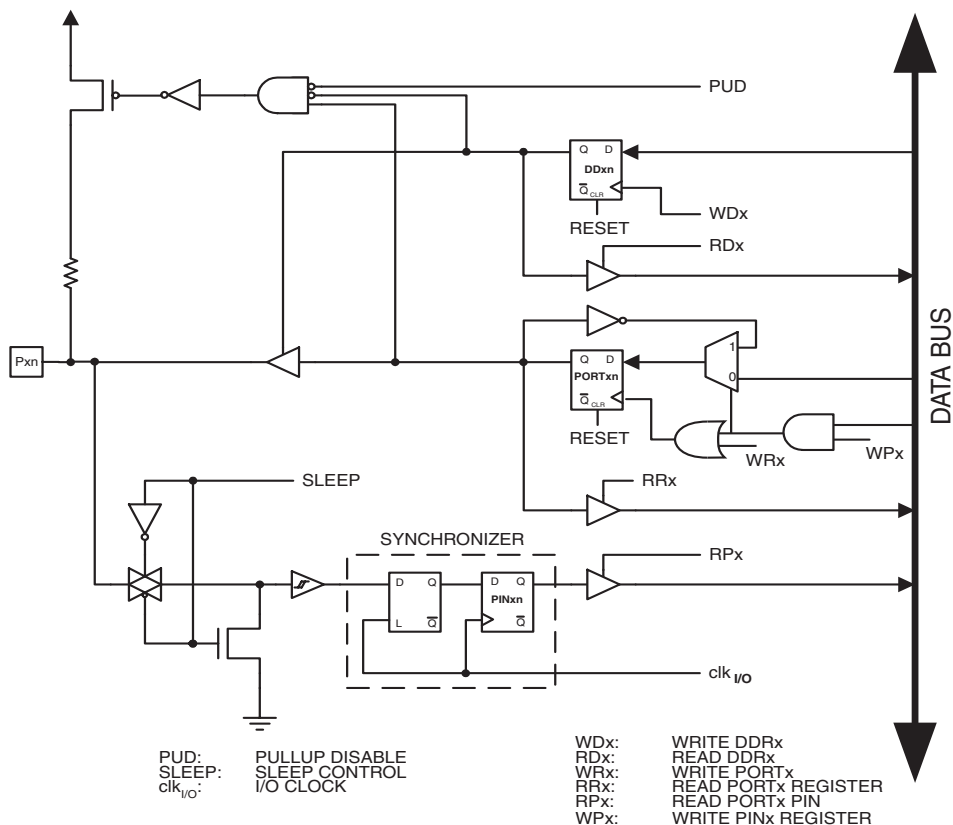 PUD
Q D
DDxn
Q CLR
WDx
RESET
RDx
1
Pxn
Q D
PORTxn
0
Q CLR
RESET
WRx
WPx
DATA BUS
SLEEP
RRx
SYNCHRONIZER
RPx
D Q
L Q
D Q
PINxn
Q
clk I/O
PUD: PULLUP DISABLE
SLEEP: SLEEP CONTROL
clkI/O: I/O CLOCK
WDx: WRITE DDRx
RDx: READ DDRx
WRx: WRITE PORTx
RRx: READ PORTx REGISTER
RPx: READ PORTx PIN
WPx: WRITE PINx REGISTER